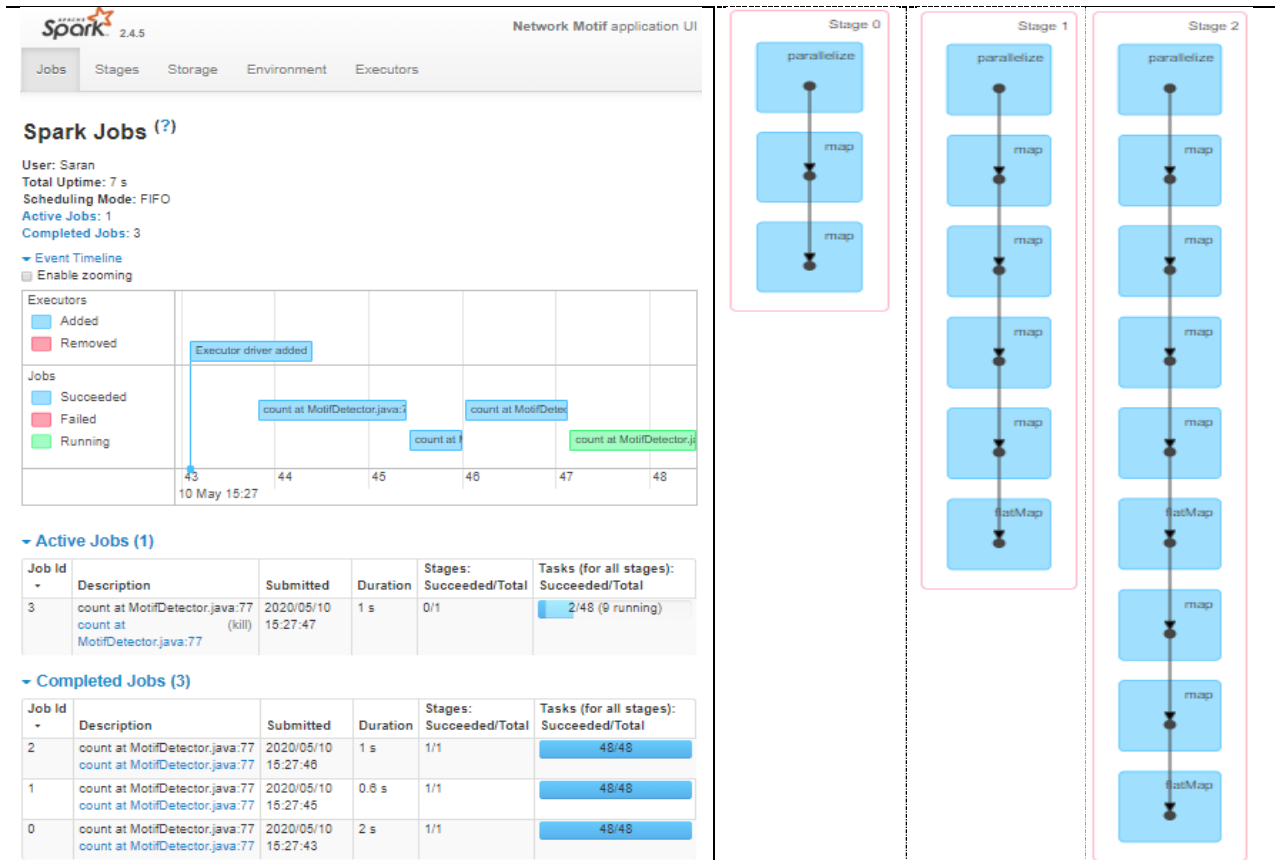 APACHE
Spark 2.4.5
Network Motif application UI
Jobs Stages Storage Environment Executors
Spark Jobs (?)
User: Saran
Total Uptime: 7 s
Scheduling Mode: FIFO
Active Jobs: 1
Completed Jobs: 3
Event Timeline
Enable zooming
Executors
Added
Removed
Executor driver added
Jobs
Succeeded
Failed
Running
count at MotifDetector.java:7
count at M
count at MotifDetec
count at MotifDetector.ja
43 44 45 46 47 48
10 May 15:27
Active Jobs (1)
Job Id Description Submitted Duration Stages: Succeeded/Total Tasks (for all stages): Succeeded/Total
3 count at MotifDetector.java:77 2020/05/10 1 s 0/1 2/48 (9 running)
count at (kill) 15:27:47
MotifDetector.java:77
Completed Jobs (3)
Job Id Description Submitted Duration Stages: Succeeded/Total Tasks (for all stages): Succeeded/Total
2 count at MotifDetector.java:77 2020/05/10 1 s 1/1 48/48
count at MotifDetector.java:77 15:27:46
1 count at MotifDetector.java:77 2020/05/10 0.6 s 1/1 48/48
count at MotifDetector.java:77 15:27:45
0 count at MotifDetector.java:77 2020/05/10 2 s 1/1 48/48
count at MotifDetector.java:77 15:27:43
Stage 0
parallelize
map
map
Stage 1
parallelize
map
map
map
map
flatMap
Stage 2
parallelize
map
map
map
map
flatMap
map
map
flatMap